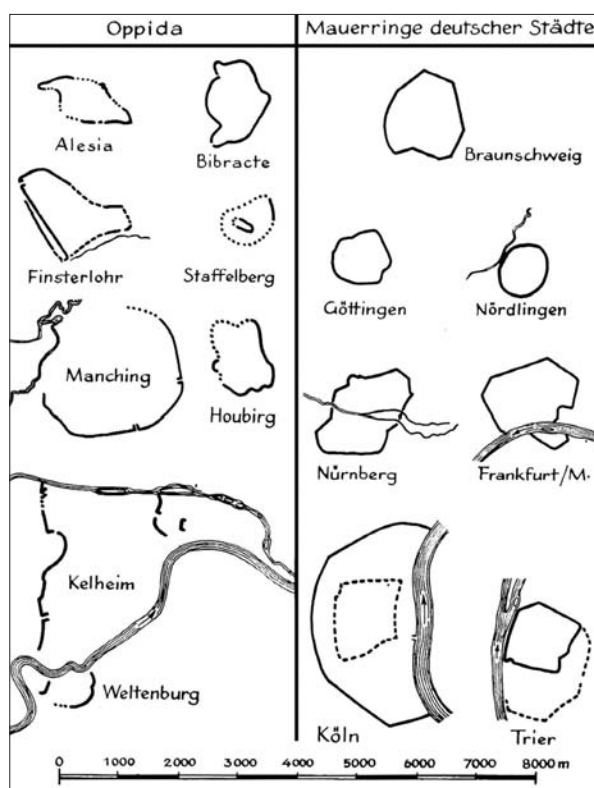 Oppida
Mauerringe deutscher Städte
Alesia
Bibracte
Braunschweig
Finsterlohr
Staffelberg
Göttingen
Nördlingen
Manching
Houbirg
Nürnberg
Frankfurt/M.
Kelheim
Weltenburg
Köln
Trier
0 1000 2000 3000 4000 5000 6000 7000 8000 m